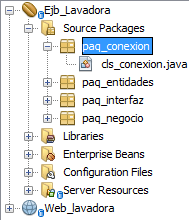 Ejb_Lavadora
Source Packages
paq_conexion
cls_conexion.java
paq_entidades
paq_interfaz
paq_negocio
Libraries
Enterprise Beans
Configuration Files
Server Resources
Web_lavadora